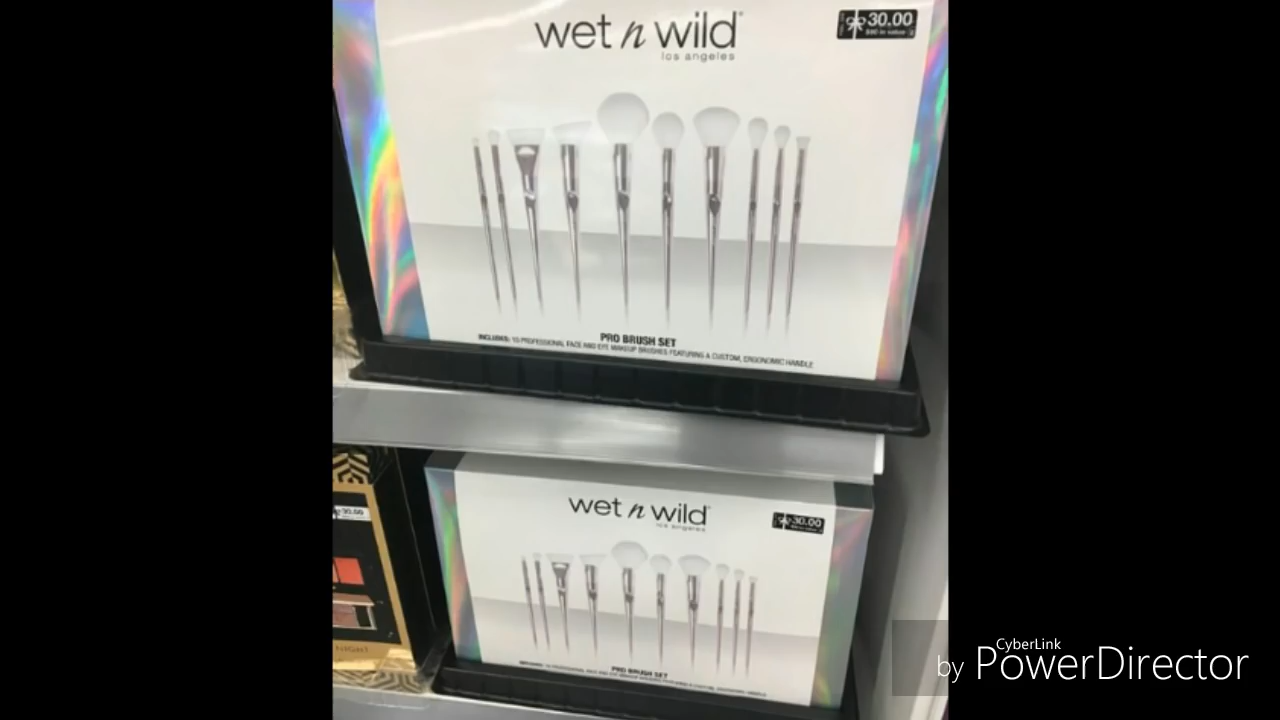 wet n wild
los angeles
30.00
PRO BRUSH SET
INCLUDES: 10 PROFESSIONAL FACE AND EYE MAKEUP BRUSHES FEATURING A CUSTOM, ERGONOMIC HANDLE
wet n wild
los angeles
30.00
30.00
PRO BRUSH SET
NIGHT
CyberLink
by PowerDirector